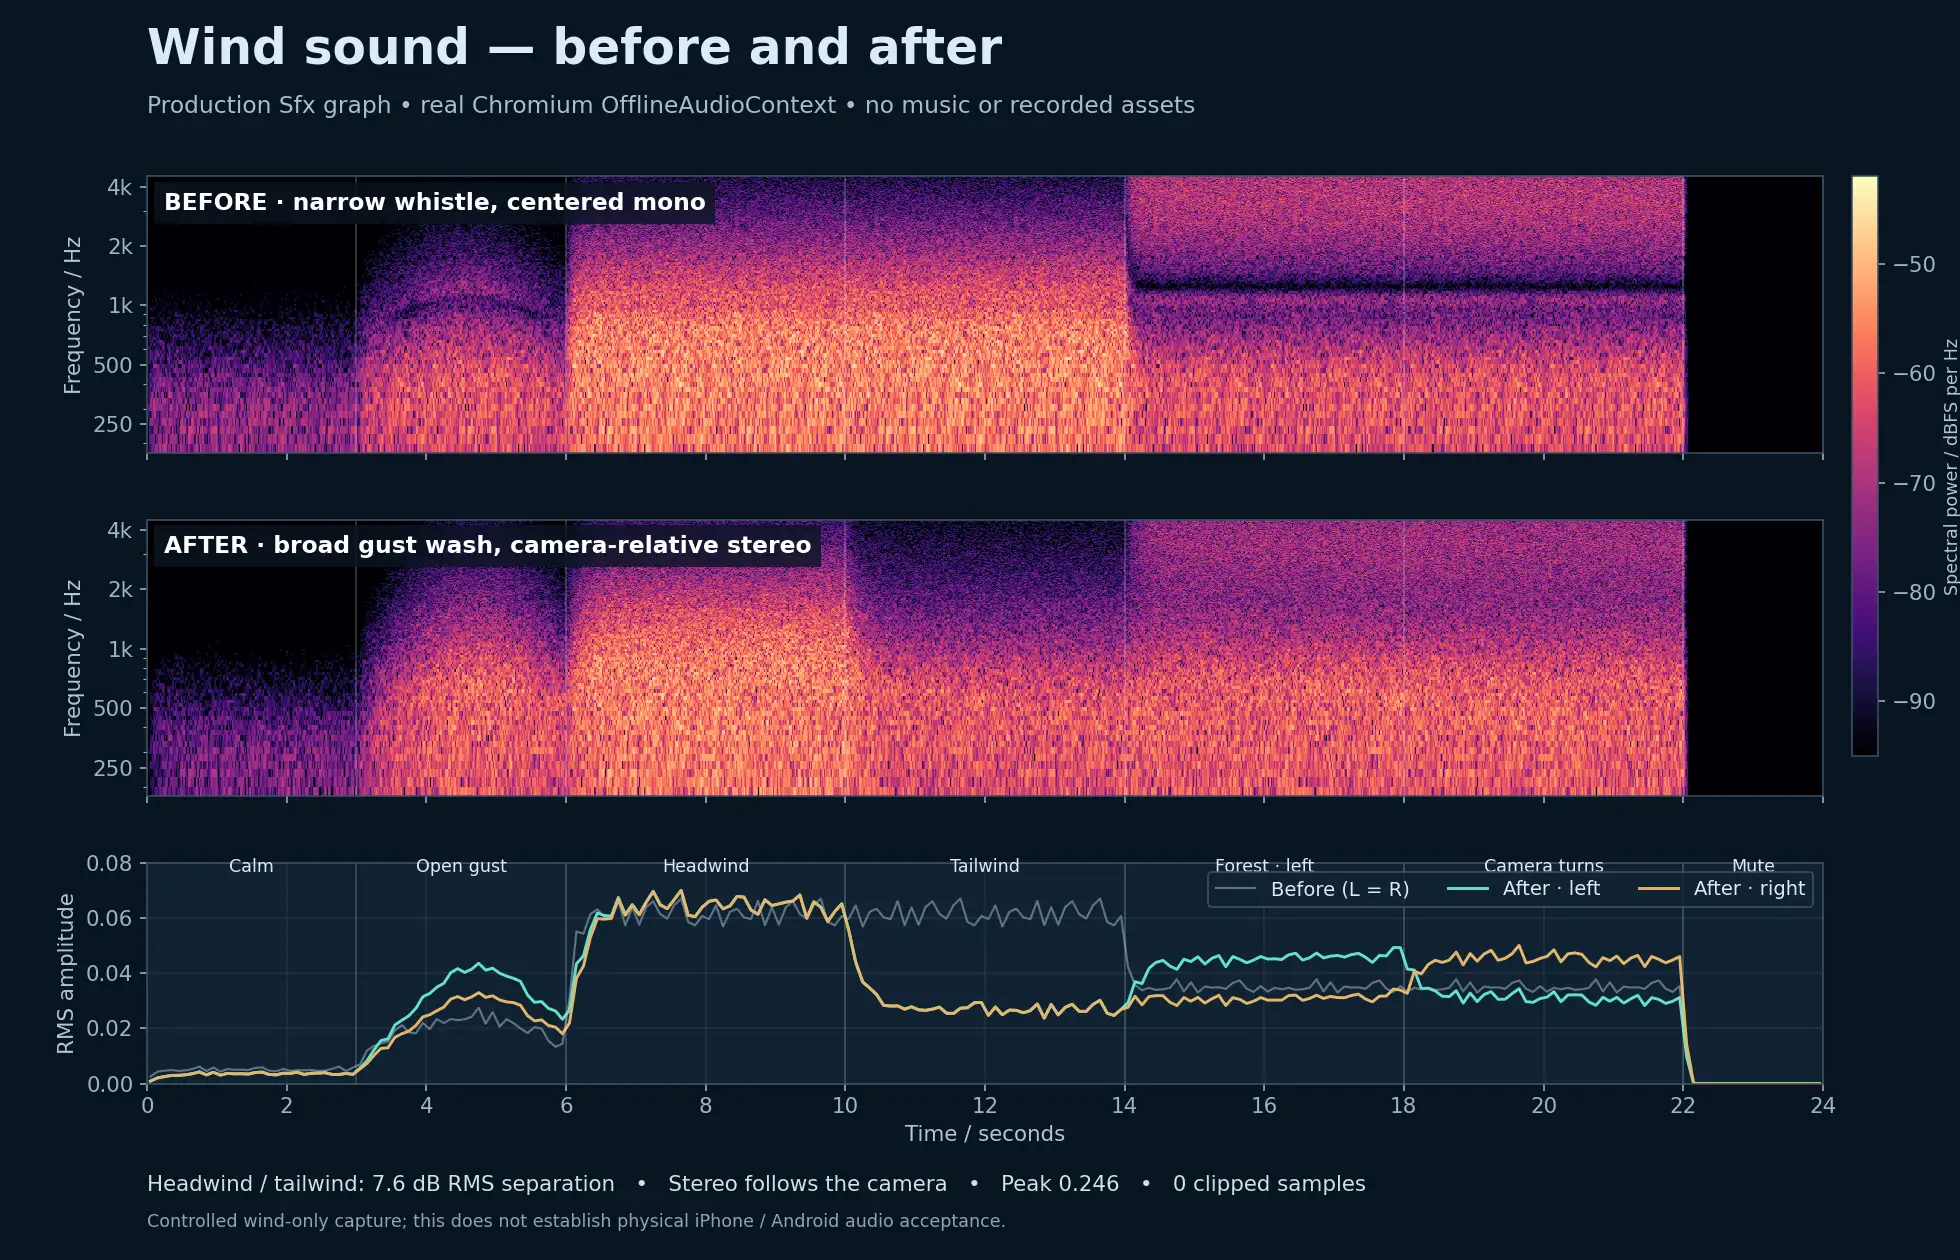 Wind sound — before and after
Production Sfx graph • real Chromium OfflineAudioContext • no music or recorded assets
BEFORE · narrow whistle, centered mono
4k
2k
1k
500
250
Frequency / Hz
AFTER · broad gust wash, camera-relative stereo
4k
2k
1k
500
250
Frequency / Hz
−50
−60
−70
−80
−90
Spectral power / dBFS per Hz
Calm Open gust Headwind Tailwind Forest · left Camera turns Mute
Before (L = R) After · left After · right
0.08
0.06
0.04
0.02
0.00
RMS amplitude
0 2 4 6 8 10 12 14 16 18 20 22 24
Time / seconds
Headwind / tailwind: 7.6 dB RMS separation • Stereo follows the camera • Peak 0.246 • 0 clipped samples
Controlled wind-only capture; this does not establish physical iPhone / Android audio acceptance.